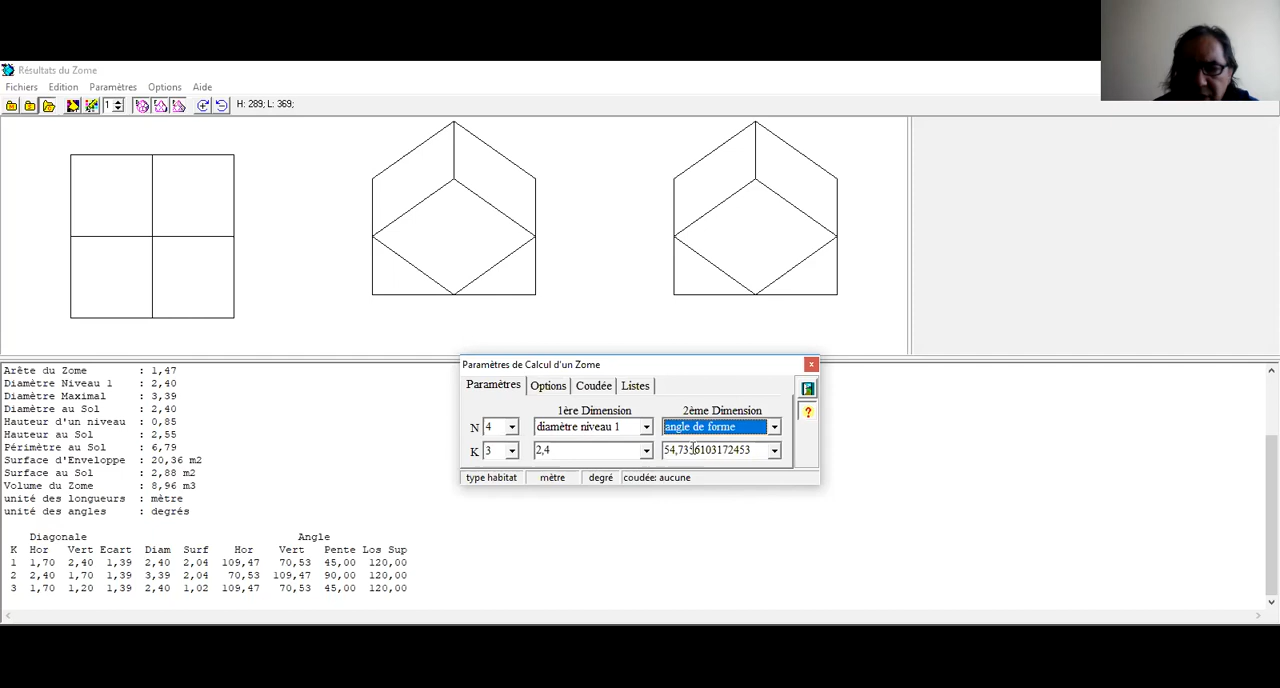 Résultats du Zome
Fichiers Edition Paramètres Options Aide
1 H: 289; L: 369;
Arête du Zome : 1,47
Diamètre Niveau 1 : 2,40
Diamètre Maximal : 3,39
Diamètre au Sol : 2,40
Hauteur d'un niveau : 0,85
Hauteur au Sol : 2,55
Périmètre au Sol : 6,79
Surface d'Enveloppe : 20,36 m2
Surface au Sol : 2,88 m2
Volume du Zome : 8,96 m3
unité des longueurs : mètre
unité des angles : degrés
Diagonale Angle
K Hor Vert Ecart Diam Surf Hor Vert Pente Los Sup
1 1,70 2,40 1,39 2,40 2,04 109,47 70,53 45,00 120,00
2 2,40 1,70 1,39 3,39 2,04 70,53 109,47 90,00 120,00
3 1,70 1,20 1,39 2,40 1,02 109,47 70,53 45,00 120,00
Paramètres de Calcul d'un Zome x
Paramètres Options Coudée Listes
1ère Dimension 2ème Dimension ?
N 4 diamètre niveau 1 angle de forme
K 3 2,4 54,7356103172453
type habitat mètre degré coudée: aucune